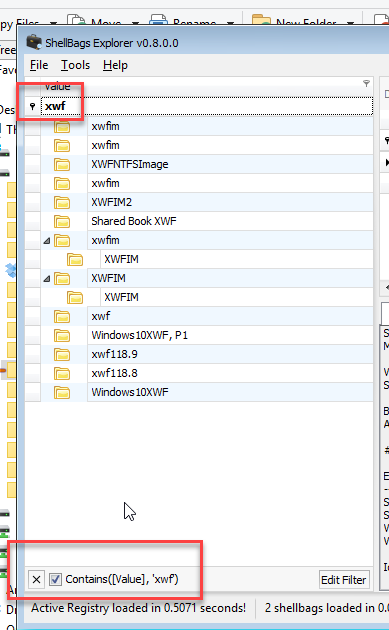 py Files
Move
Rename
New Folder
ree
ShellBags Explorer v0.8.0.0
Favo
File Tools Help
Value
Des
xwf
Th
xwfim
xwfim
XWFNTFSImage
xwfim
XWFIM2
Shared Book XWF
xwfim
XWFIM
XWFIM
XWFIM
xwf
Windows10XWF, P1
xwf118.9
xwf118.8
Windows10XWF
Contains([Value], 'xwf')
Edit Filter
Active Registry loaded in 0.5071 seconds!
2 shellbags loaded in 0.0